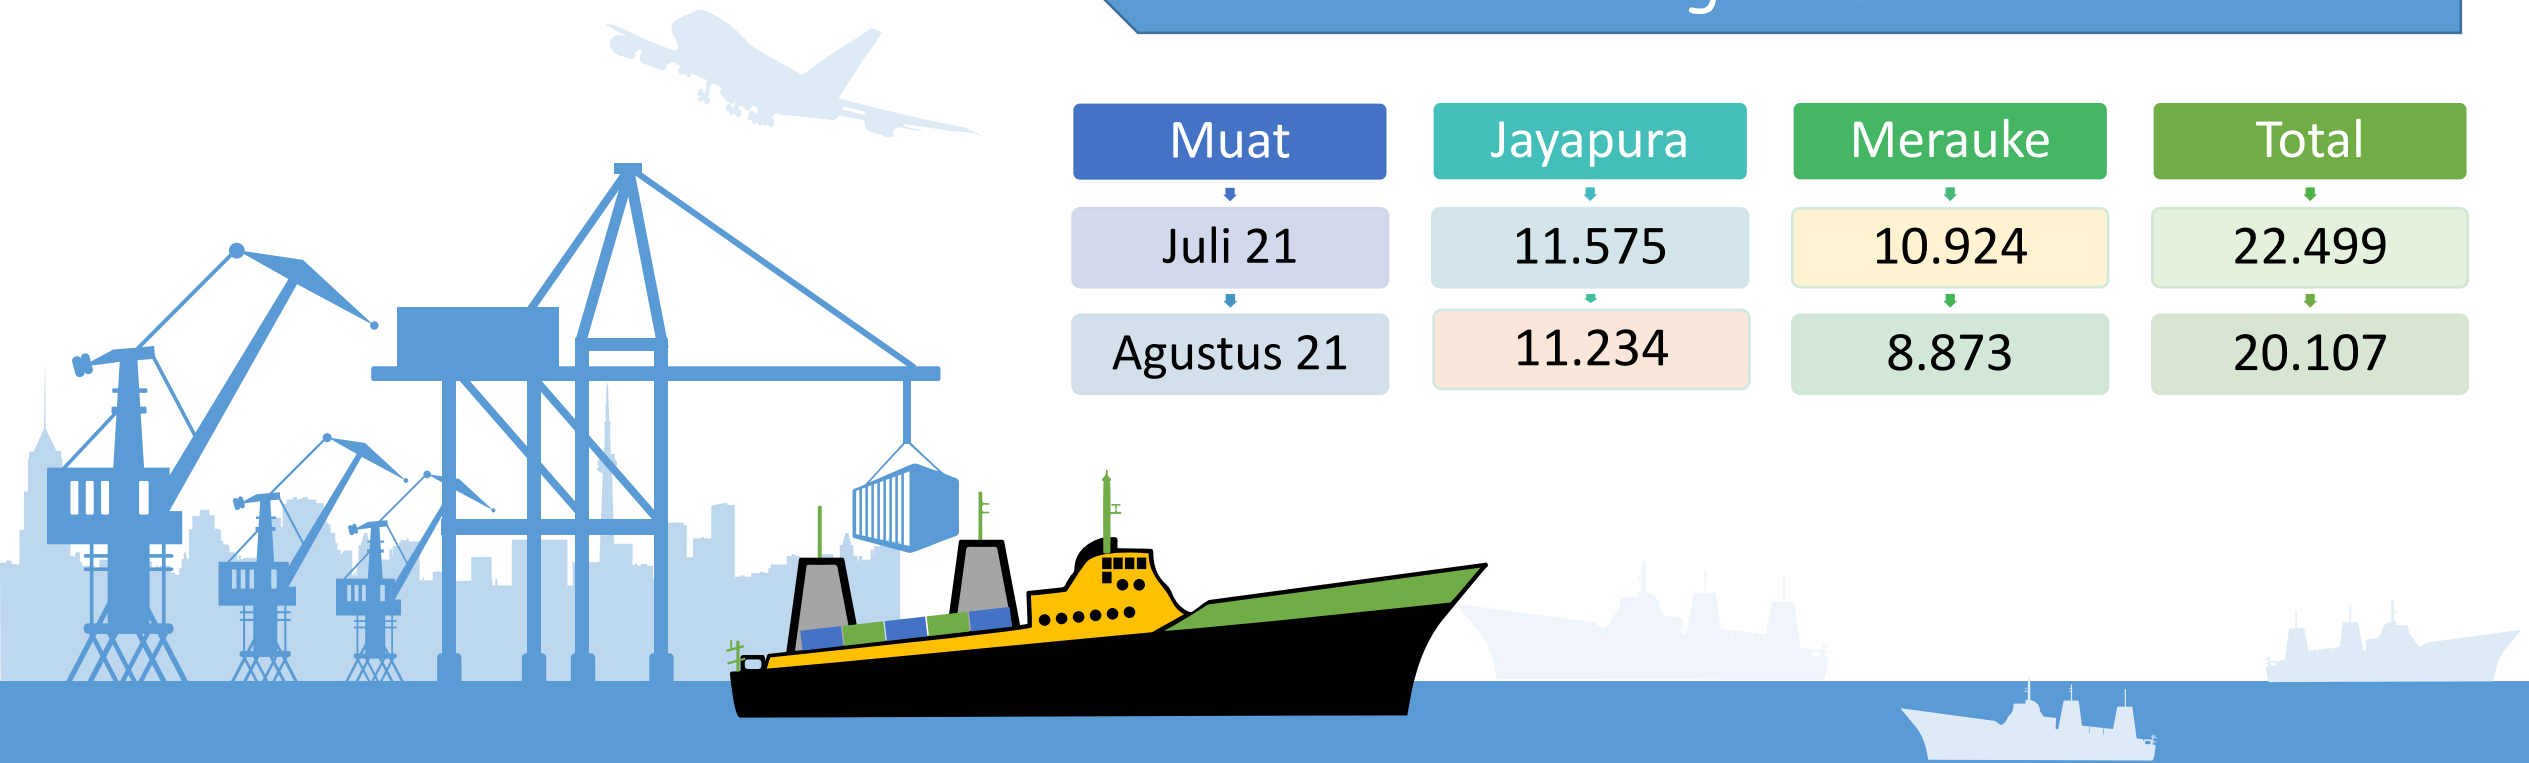 Muat Jayapura Merauke Total
Juli 21 11.575 10.924 22.499
Agustus 21 11.234 8.873 20.107